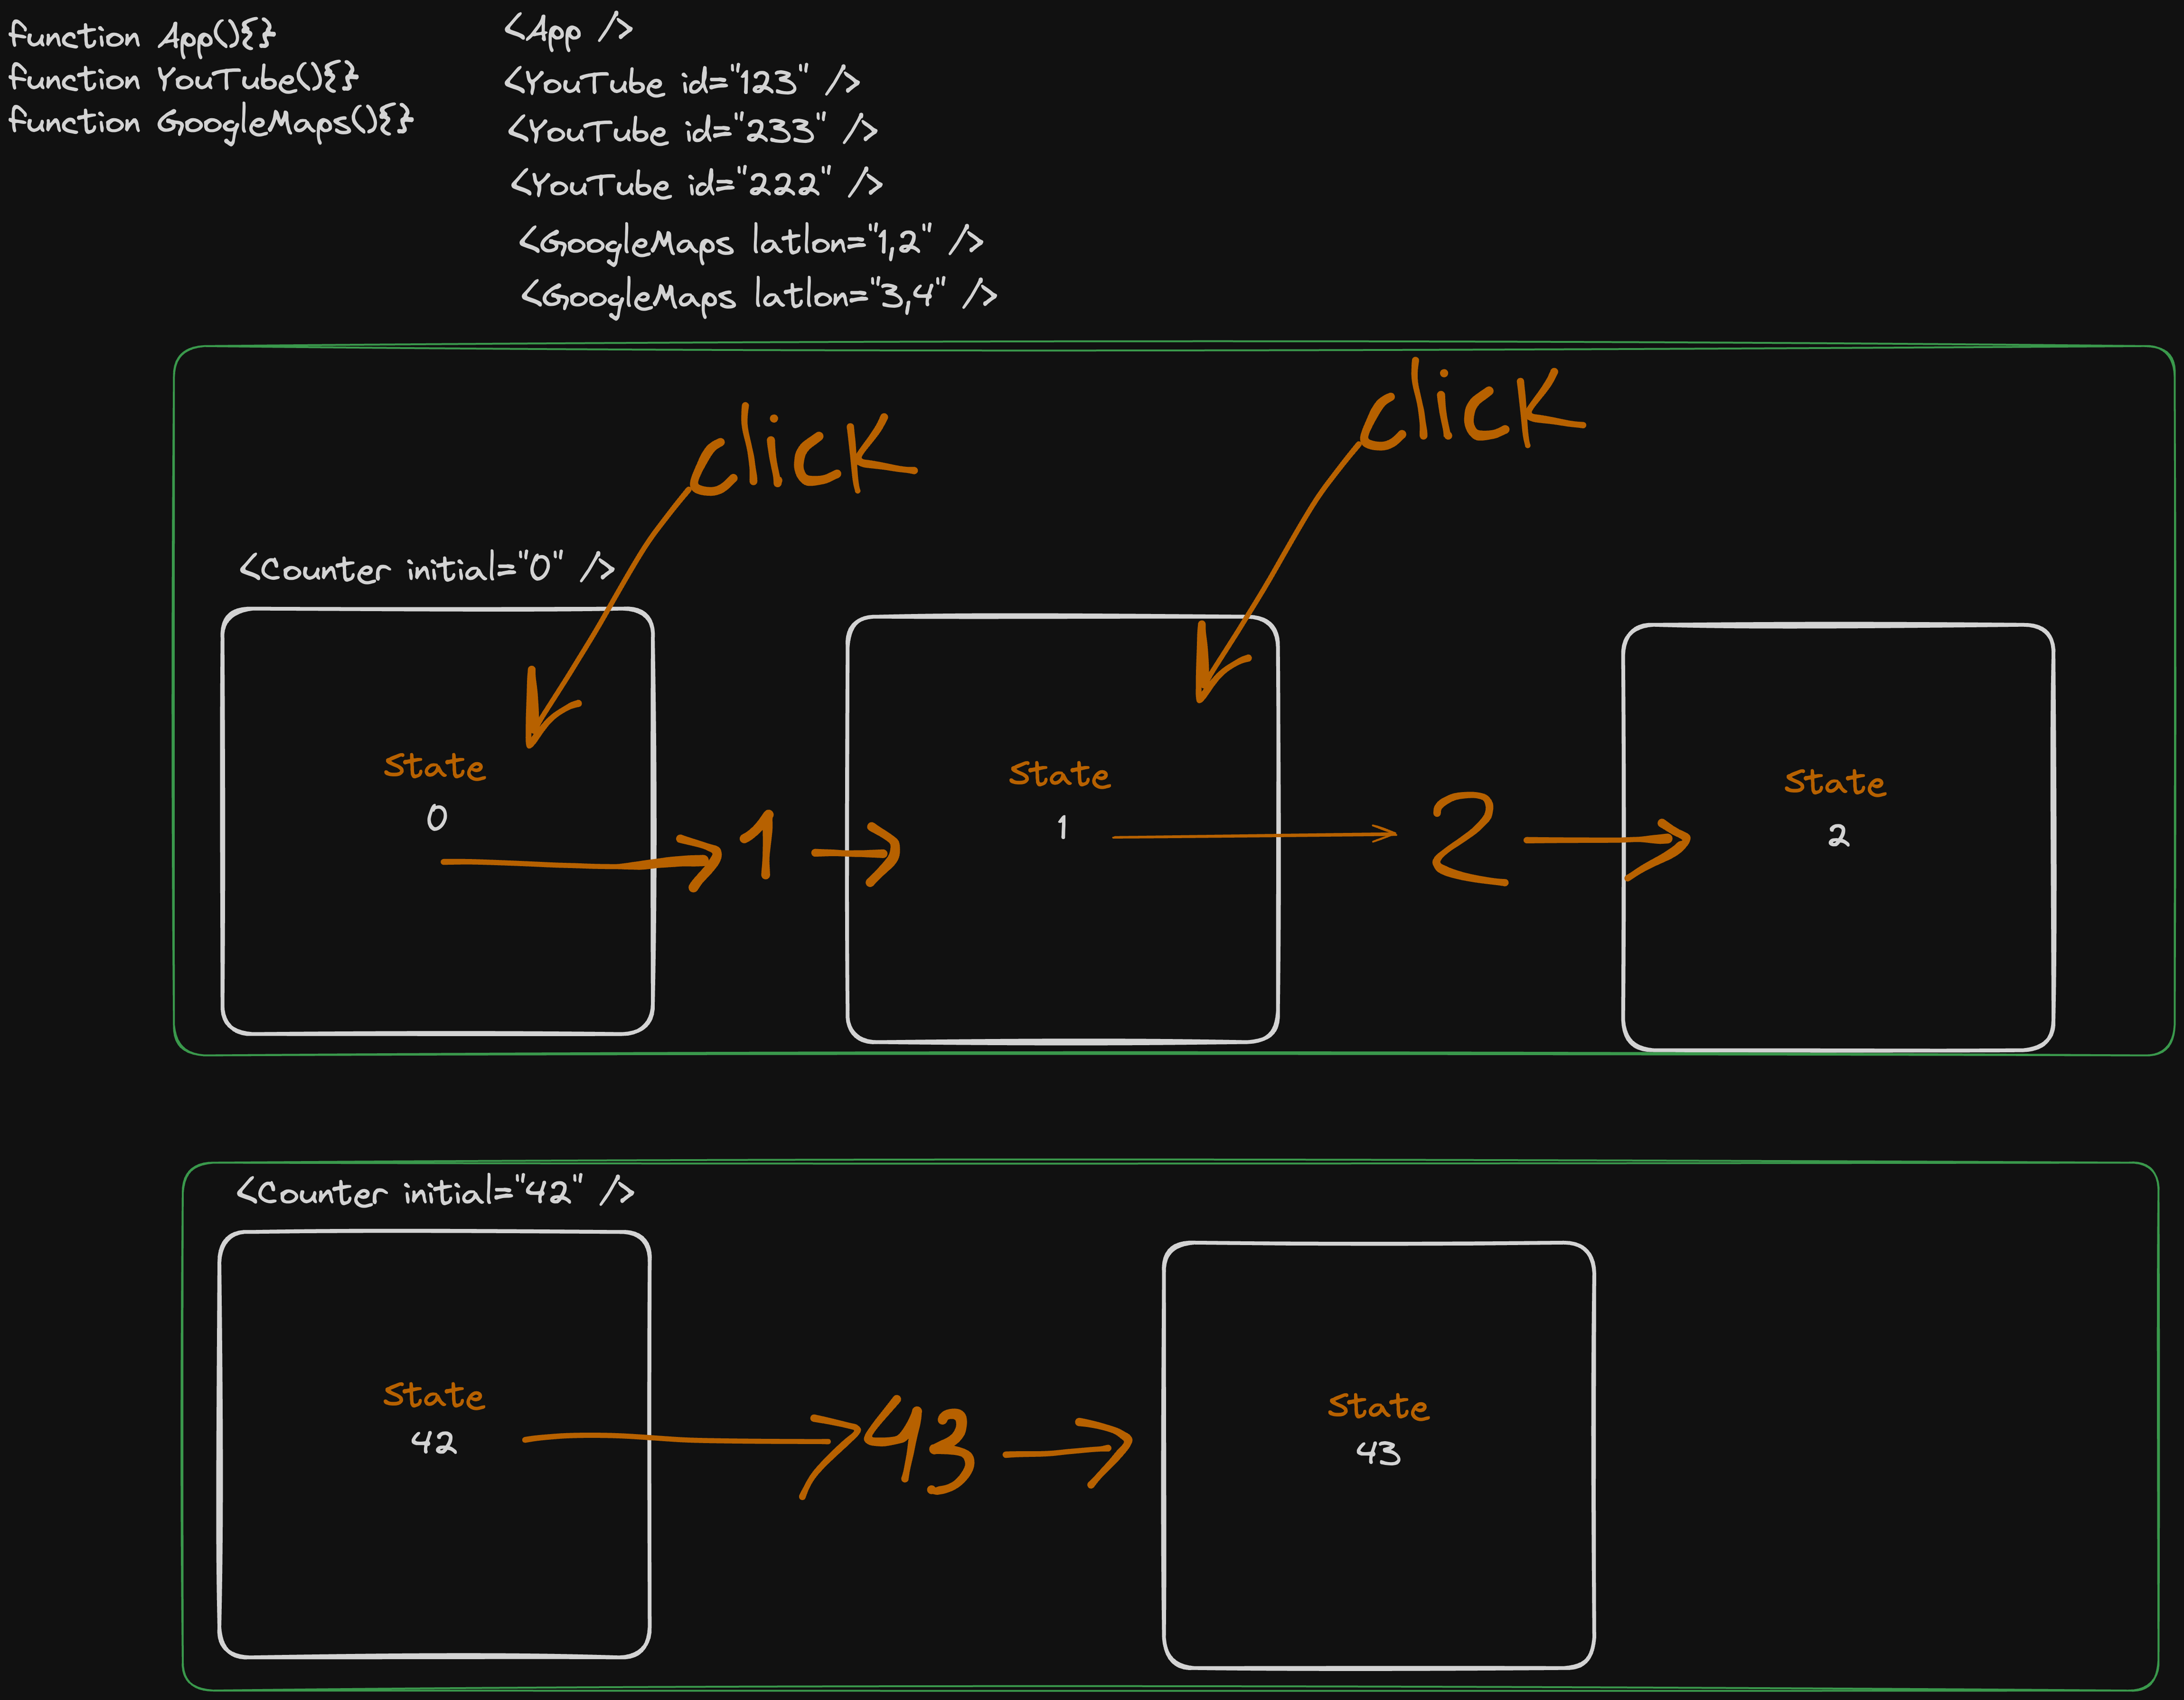 function App(){}
function YouTube(){}
function GoogleMaps(){}
<App />
<YouTube id="123" />
<YouTube id="233" />
<YouTube id="222" />
<GoogleMaps latlon="1,2" />
<GoogleMaps latlon="3,4" />
click
click
<Counter initial="0" />
State
0
1
State
1
2
State
2
<Counter initial="42" />
State
42
43
State
43